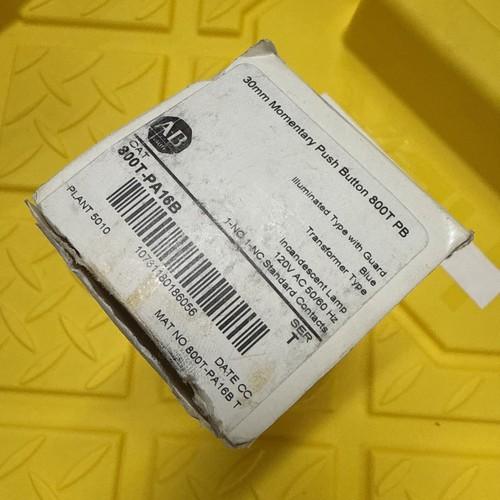 30mm Momentary Push Button 800T PB
Illuminated Type with Guard
Blue
Transformer Type
Incandescent Lamp
120V AC 50/60 Hz
1-NO 1-NC Standard Contacts
AB
CAT
800T-PA16B
SER
T
PLANT 5010
10781180186056
DATE CC
MAT NO 800T-PA16B T